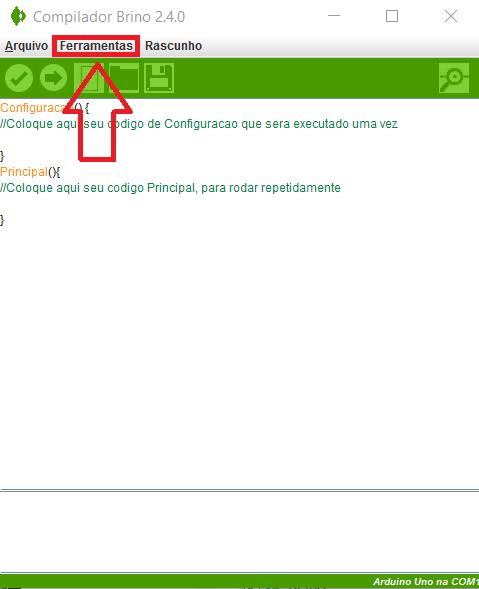 Compilador Brino 2.4.0
Arquivo Ferramentas Rascunho
Configuracao() {
//Coloque aqui seu codigo de Configuracao que sera executado uma vez
}
Principal(){
//Coloque aqui seu codigo Principal, para rodar repetidamente
}
Arduino Uno na COM1